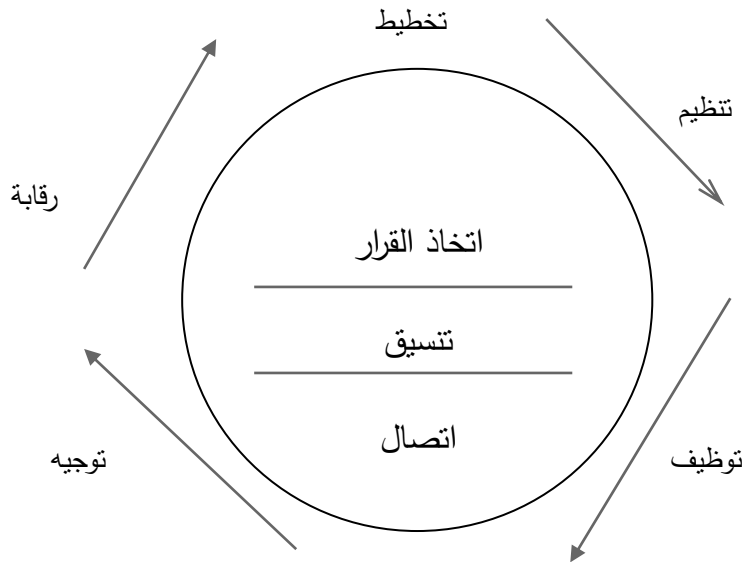 تخطيط
تنظيم
رقابة
اتخاذ القرار
تنسيق
اتصال
توظيف
توجيه